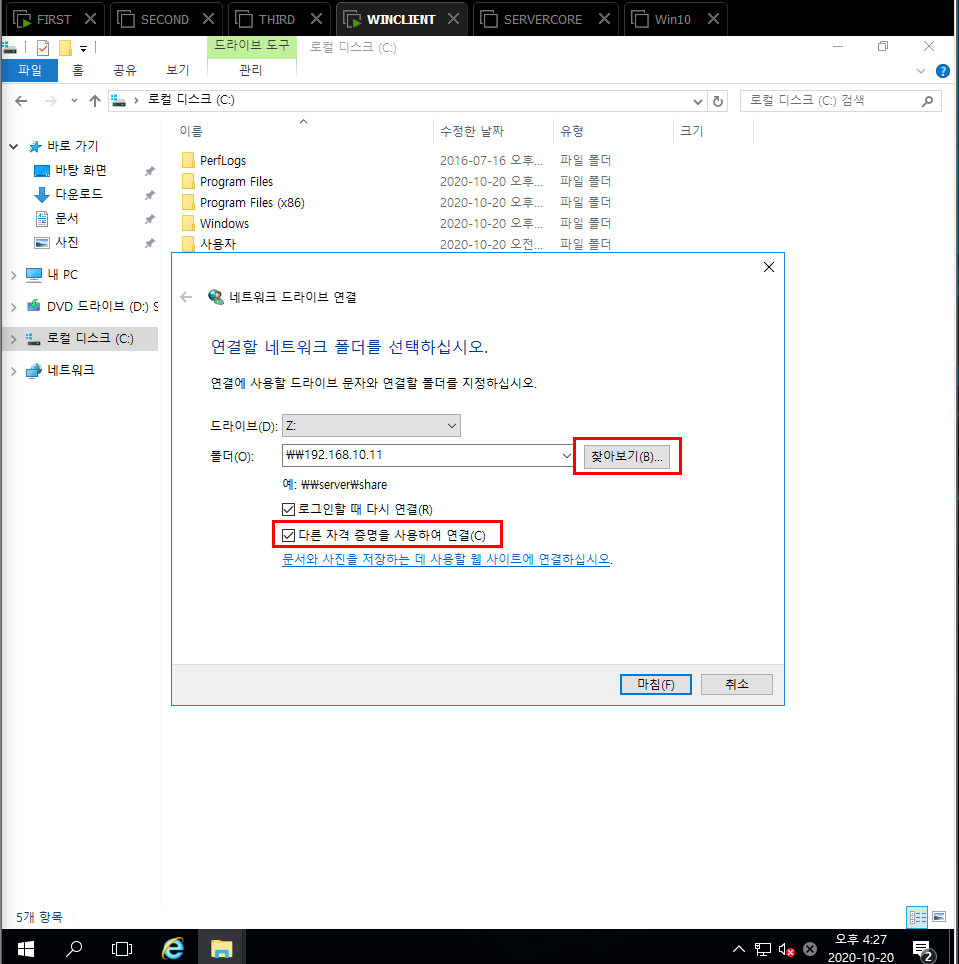 FIRST SECOND THIRD WINCLIENT SERVERCORE Win10
드라이브 도구 로컬 디스크 (C:)
파일 홈 공유 보기 관리
로컬 디스크 (C:) 로컬 디스크 (C:) 검색
이름 수정한 날짜 유형 크기
바로 가기
바탕 화면
다운로드
문서
사진
내 PC
DVD 드라이브 (D:) S
로컬 디스크 (C:)
네트워크
PerfLogs 2016-07-16 오후... 파일 폴더
Program Files 2020-10-20 오후... 파일 폴더
Program Files (x86) 2020-10-20 오후... 파일 폴더
Windows 2020-10-20 오후... 파일 폴더
사용자 2020-10-20 오전... 파일 폴더
네트워크 드라이브 연결
연결할 네트워크 폴더를 선택하십시오.
연결에 사용할 드라이브 문자와 연결할 폴더를 지정하십시오.
드라이브(D): Z:
폴더(O): ₩₩192.168.10.11 찾아보기(B)...
예: ₩₩server₩share
로그인할 때 다시 연결(R)
다른 자격 증명을 사용하여 연결(C)
문서와 사진을 저장하는 데 사용할 웹 사이트에 연결하십시오.
마침(F) 취소
5개 항목
오후 4:27
2020-10-20
2